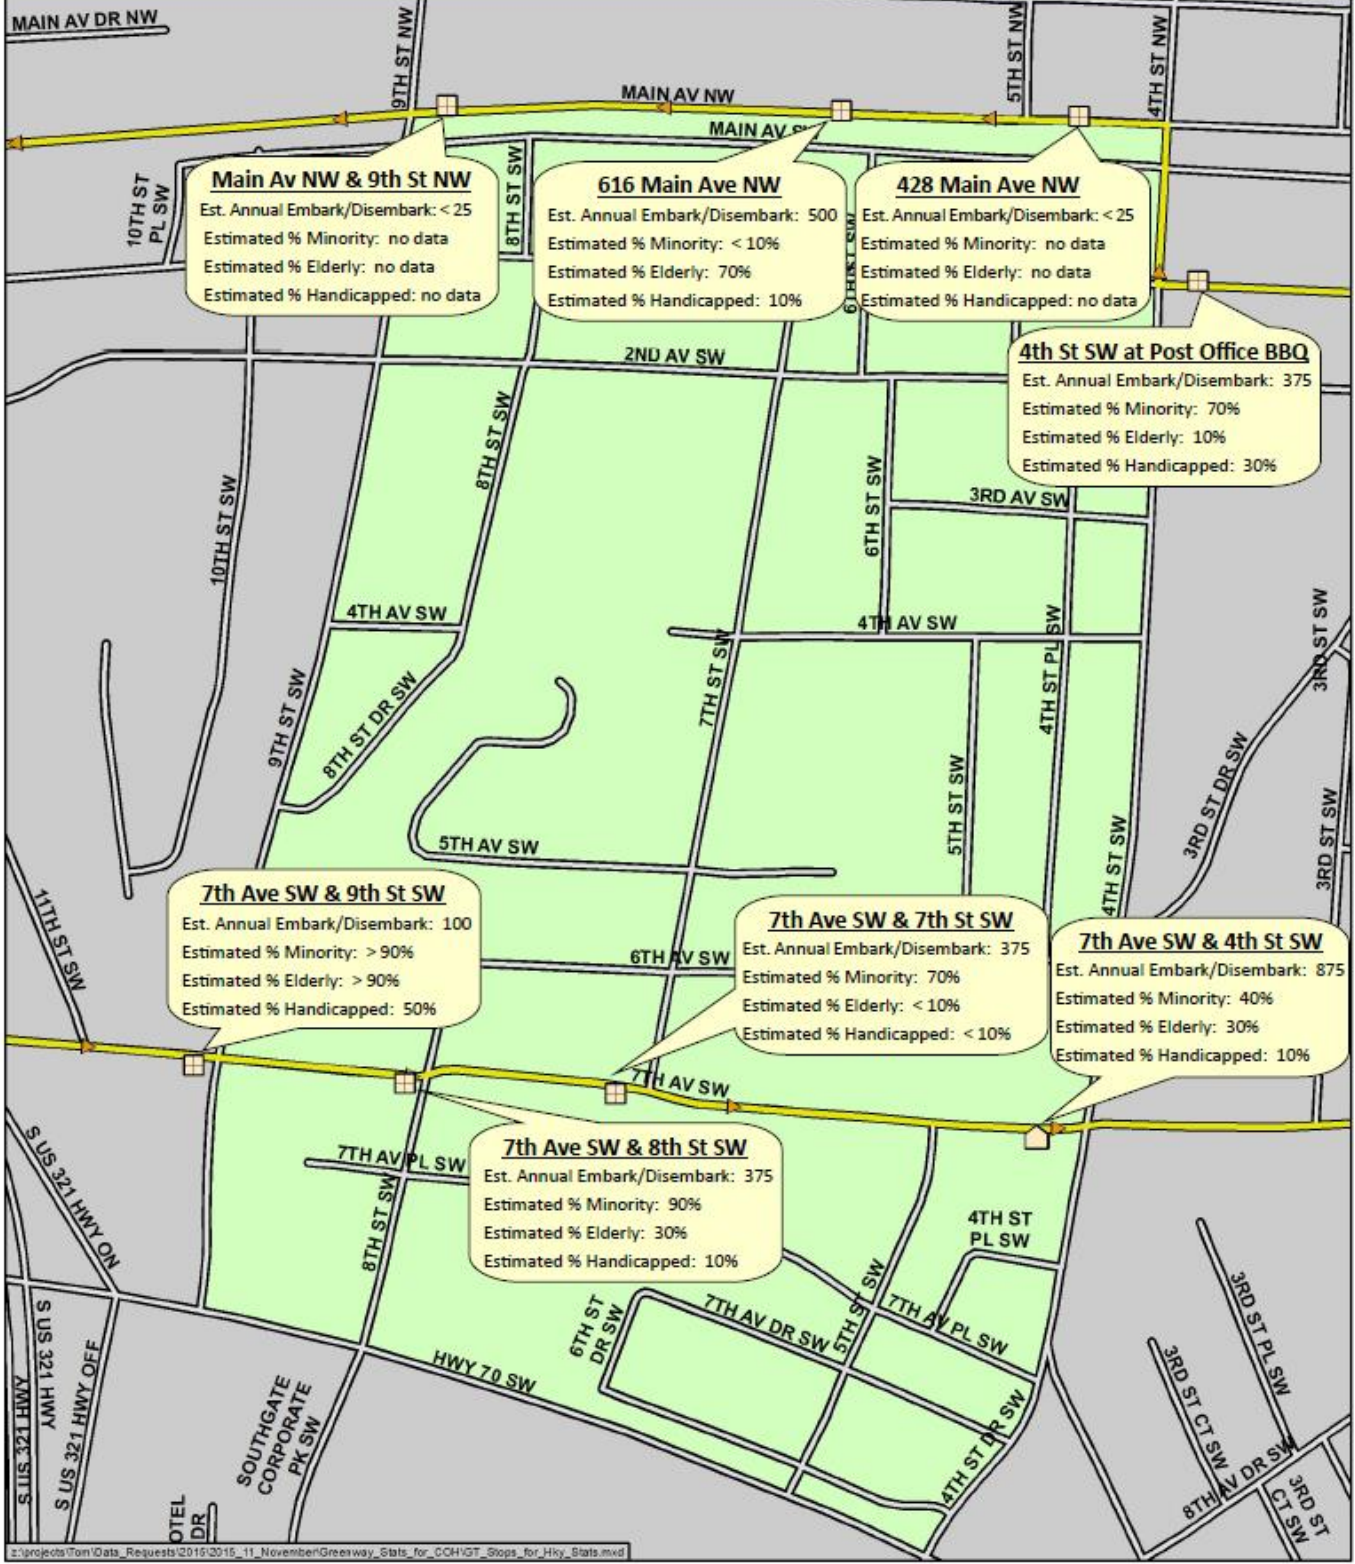 MAIN AV DR NW
9TH ST NW
5TH ST NW
4TH ST NW
MAIN AV NW
10TH ST
PL SW
8TH ST SW
Main Av NW & 9th St NW
Est. Annual Embark/Disembark: < 25
Estimated % Minority: no data
Estimated % Elderly: no data
Estimated % Handicapped: no data
616 Main Ave NW
Est. Annual Embark/Disembark: 500
Estimated % Minority: < 10%
Estimated % Elderly: 70%
Estimated % Handicapped: 10%
428 Main Ave NW
Est. Annual Embark/Disembark: < 25
Estimated % Minority: no data
Estimated % Elderly: no data
Estimated % Handicapped: no data
4th St SW at Post Office BBQ
Est. Annual Embark/Disembark: 375
Estimated % Minority: 70%
Estimated % Elderly: 10%
Estimated % Handicapped: 30%
2ND AV SW
8TH ST SW
6TH ST SW
3RD AV SW
10TH ST SW
4TH AV SW
4TH AV SW
7TH ST SW
4TH ST PL SW
3RD ST SW
9TH ST SW
8TH ST DR SW
5TH ST SW
3RD ST DR SW
4TH ST SW
3RD ST SW
5TH AV SW
11TH ST SW
7th Ave SW & 9th St SW
Est. Annual Embark/Disembark: 100
Estimated % Minority: > 90%
Estimated % Elderly: > 90%
Estimated % Handicapped: 50%
6TH AV SW
7th Ave SW & 7th St SW
Est. Annual Embark/Disembark: 375
Estimated % Minority: 70%
Estimated % Elderly: < 10%
Estimated % Handicapped: < 10%
7th Ave SW & 4th St SW
Est. Annual Embark/Disembark: 875
Estimated % Minority: 40%
Estimated % Elderly: 30%
Estimated % Handicapped: 10%
7TH AV SW
7th Ave SW & 8th St SW
Est. Annual Embark/Disembark: 375
Estimated % Minority: 90%
Estimated % Elderly: 30%
Estimated % Handicapped: 10%
S US 321 HWY ON
7TH AV PL SW
8TH ST SW
4TH ST
PL SW
5TH ST SW
6TH ST
DR SW
7TH AV DR SW
7TH AV PL SW
3RD ST PL SW
3RD ST CT SW
S US 321 HWY
S US 321 HWY
S US 321 HWY OFF
HWY 70 SW
SOUTHGATE
CORPORATE
PK SW
4TH ST DR SW
8TH AV DR SW
3RD ST
CT SW
OTEL
DR
z:\projects\Tom\Data_Requests\2015\2015_11_November\Greenway_Stats_for_COH\GT_Stops_for_Hky_Stats.mxd